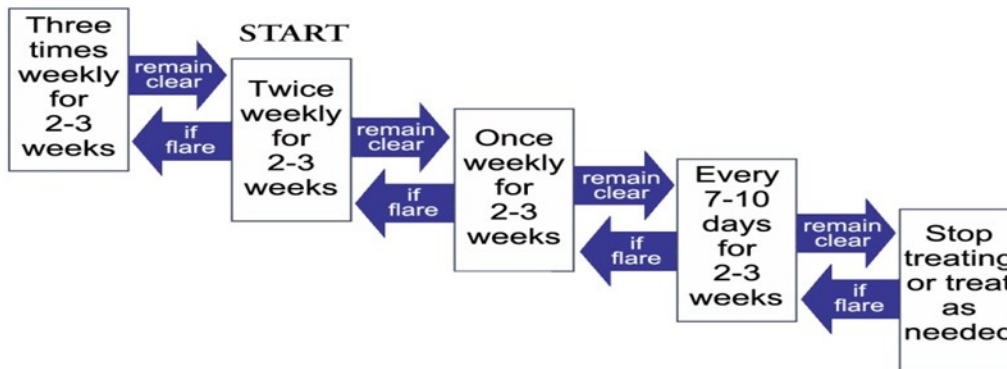 Three
times
weekly
for
2-3
weeks
remain
clear
if
flare
START
Twice
weekly
for
2-3
weeks
remain
clear
if
flare
Once
weekly
for
2-3
weeks
remain
clear
if
flare
Every
7-10
days
for
2-3
weeks
remain
clear
if
flare
Stop
treating
or treat
as
needed